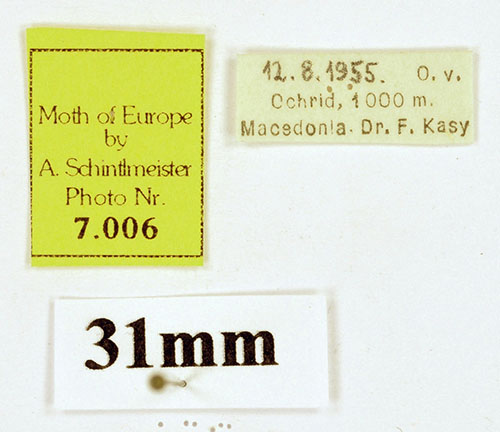 Moth of Europe
by
A. Schintlmeister
Photo Nr.
7.006
12.8.1955. O. v.
Ochrid, 1000 m.
Macedonia. Dr. F. Kasy
31mm